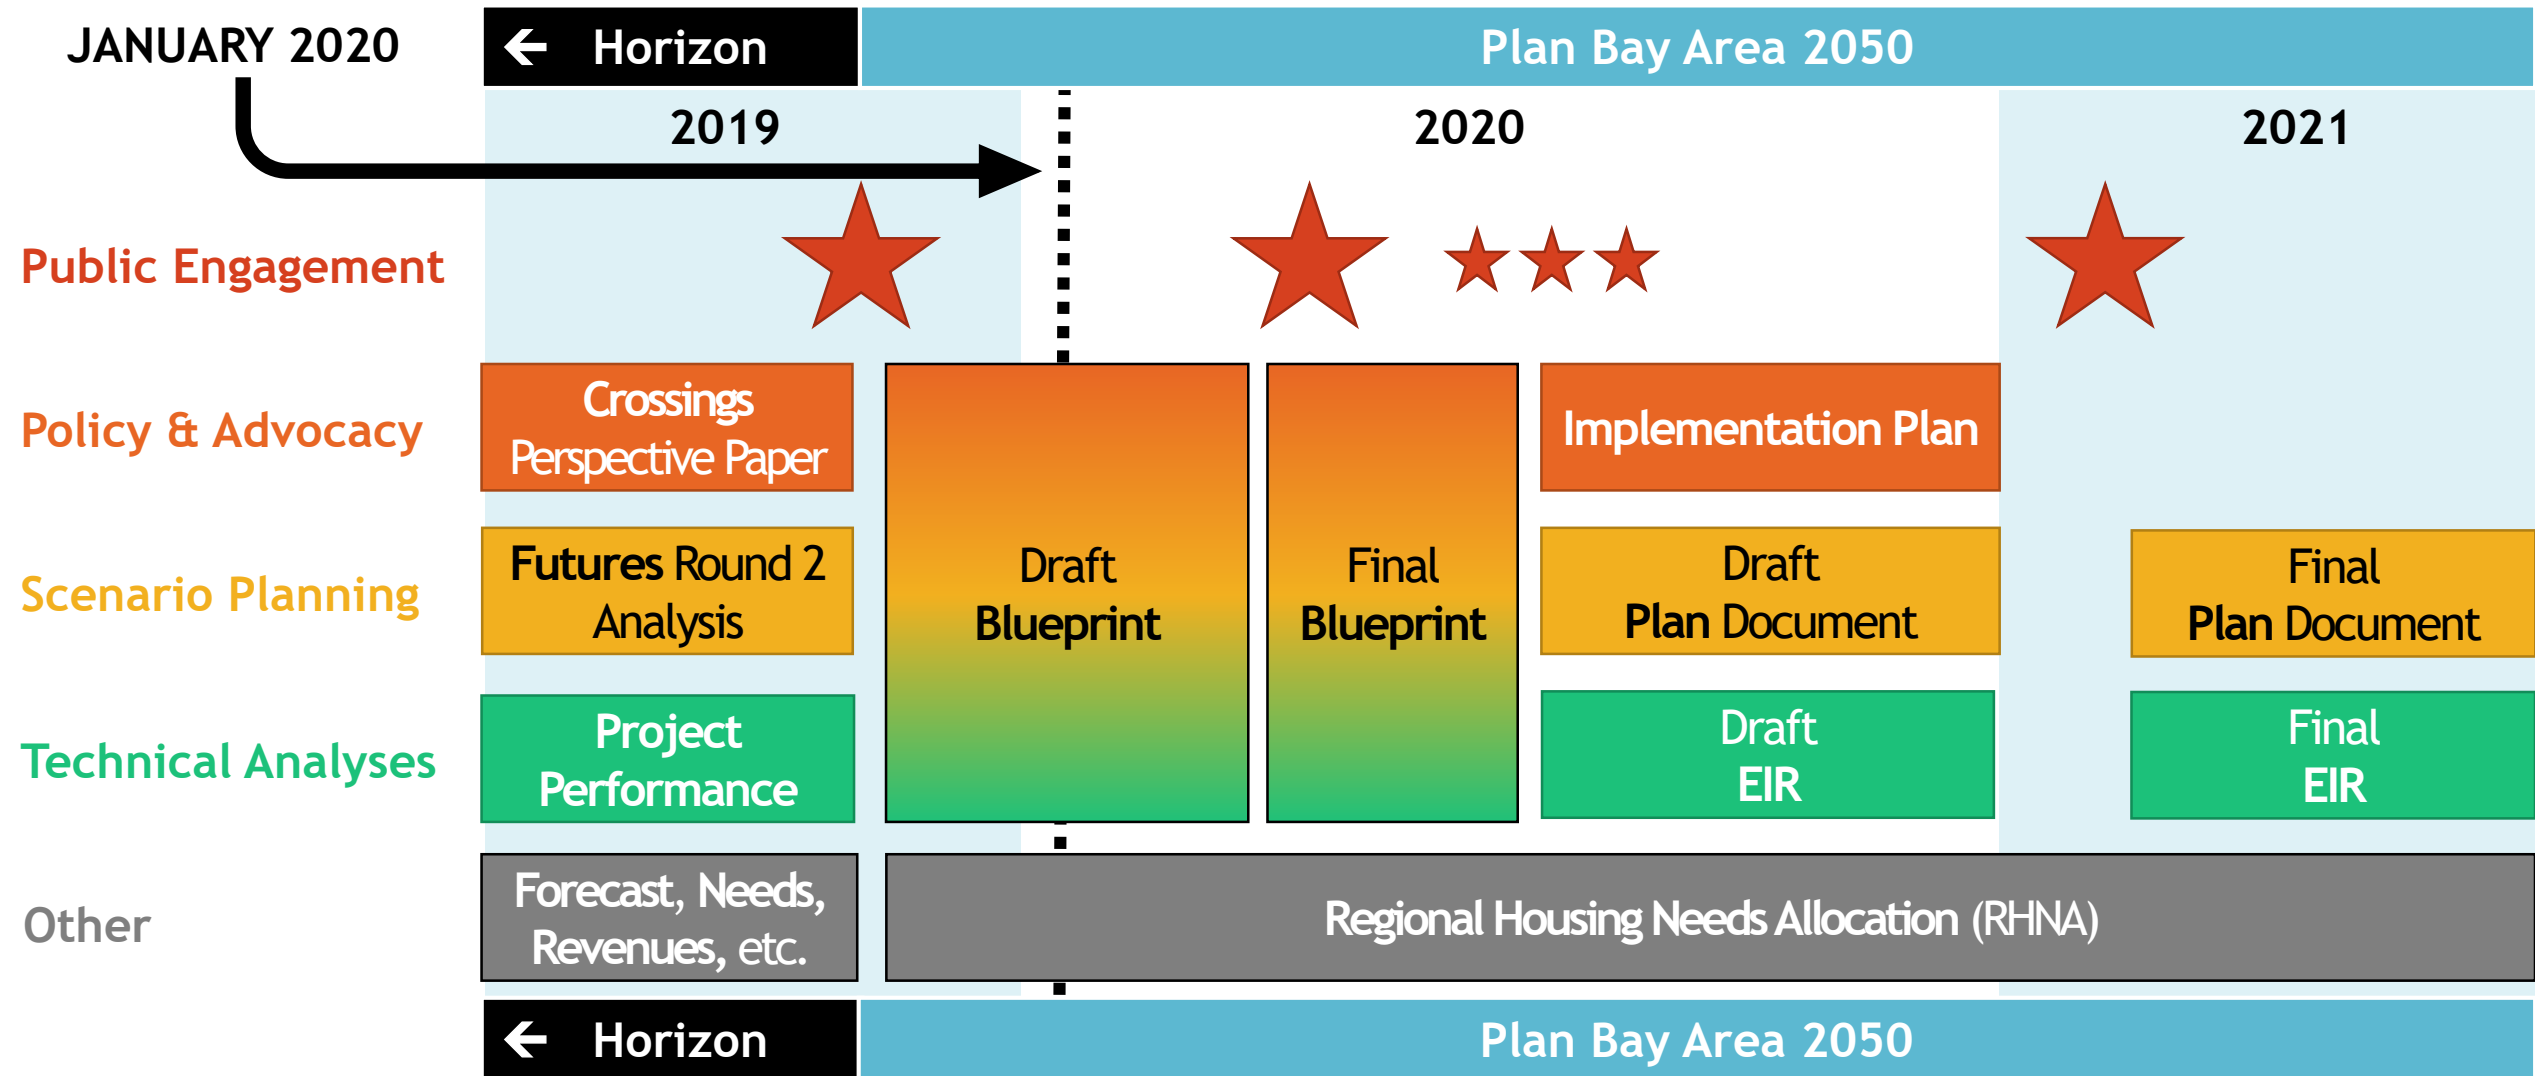 JANUARY 2020
🡨 Horizon
Plan Bay Area 2050
2019
2020
2021
Public Engagement
Policy & Advocacy
Crossings
Perspective Paper
Implementation Plan
Scenario Planning
Futures Round 2
Analysis
Draft
Blueprint
Final
Blueprint
Draft
Plan Document
Final
Plan Document
Technical Analyses
Project
Performance
Draft
EIR
Final
EIR
Other
Forecast, Needs,
Revenues, etc.
Regional Housing Needs Allocation (RHNA)
🡨 Horizon
Plan Bay Area 2050